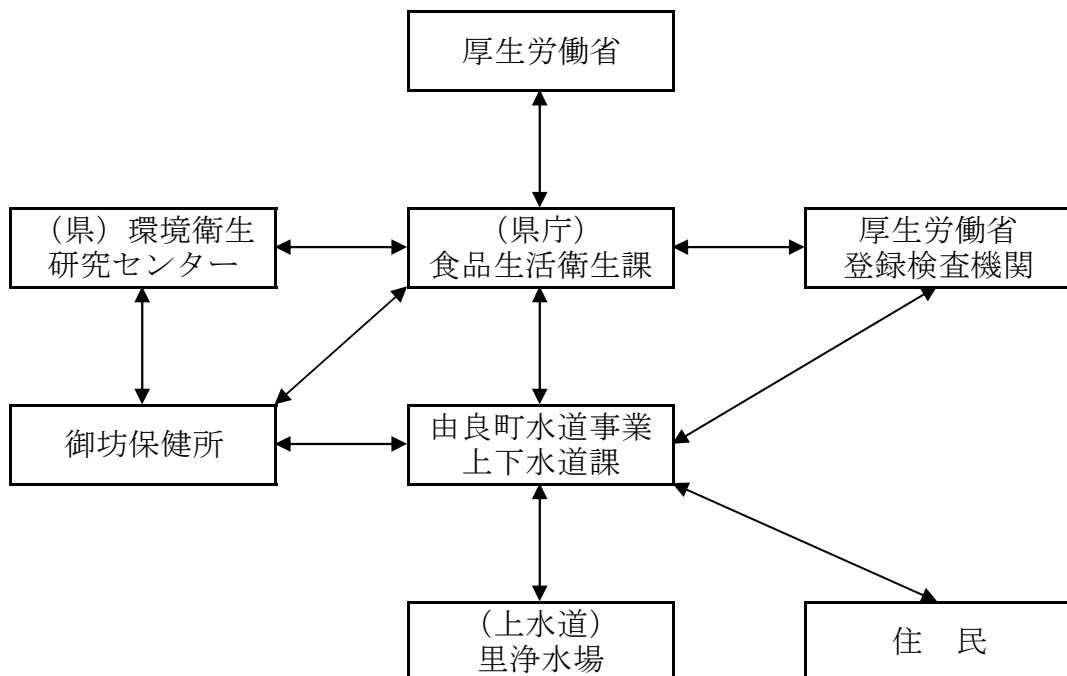 厚生労働省
（県）環境衛生
研究センター
（県庁）
食品生活衛生課
厚生労働省
登録検査機関
御坊保健所
由良町水道事業
上下水道課
（上水道）
里浄水場
住　民